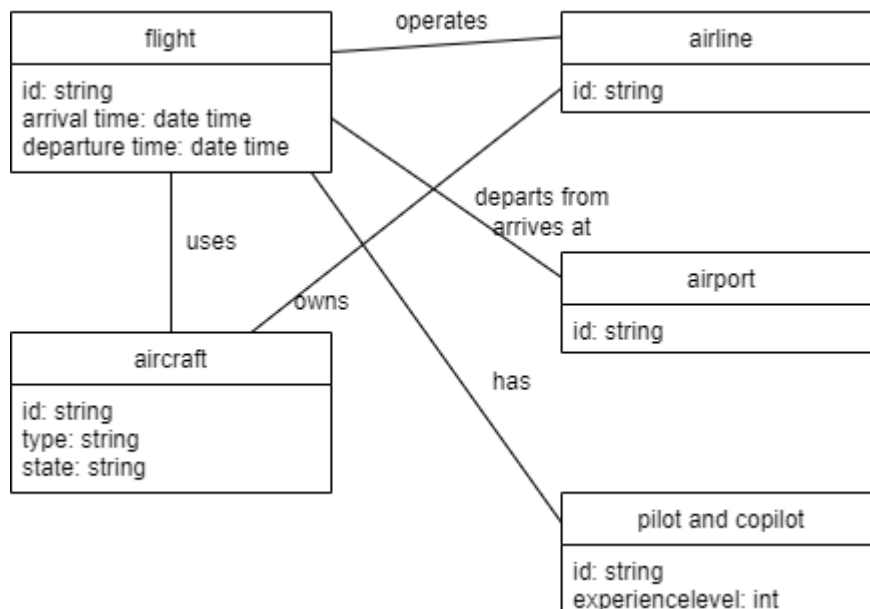 flight
id: string
arrival time: date time
departure time: date time
operates
airline
id: string
departs from
arrives at
uses
owns
airport
id: string
aircraft
id: string
type: string
state: string
has
pilot and copilot
id: string
experiencelevel: int